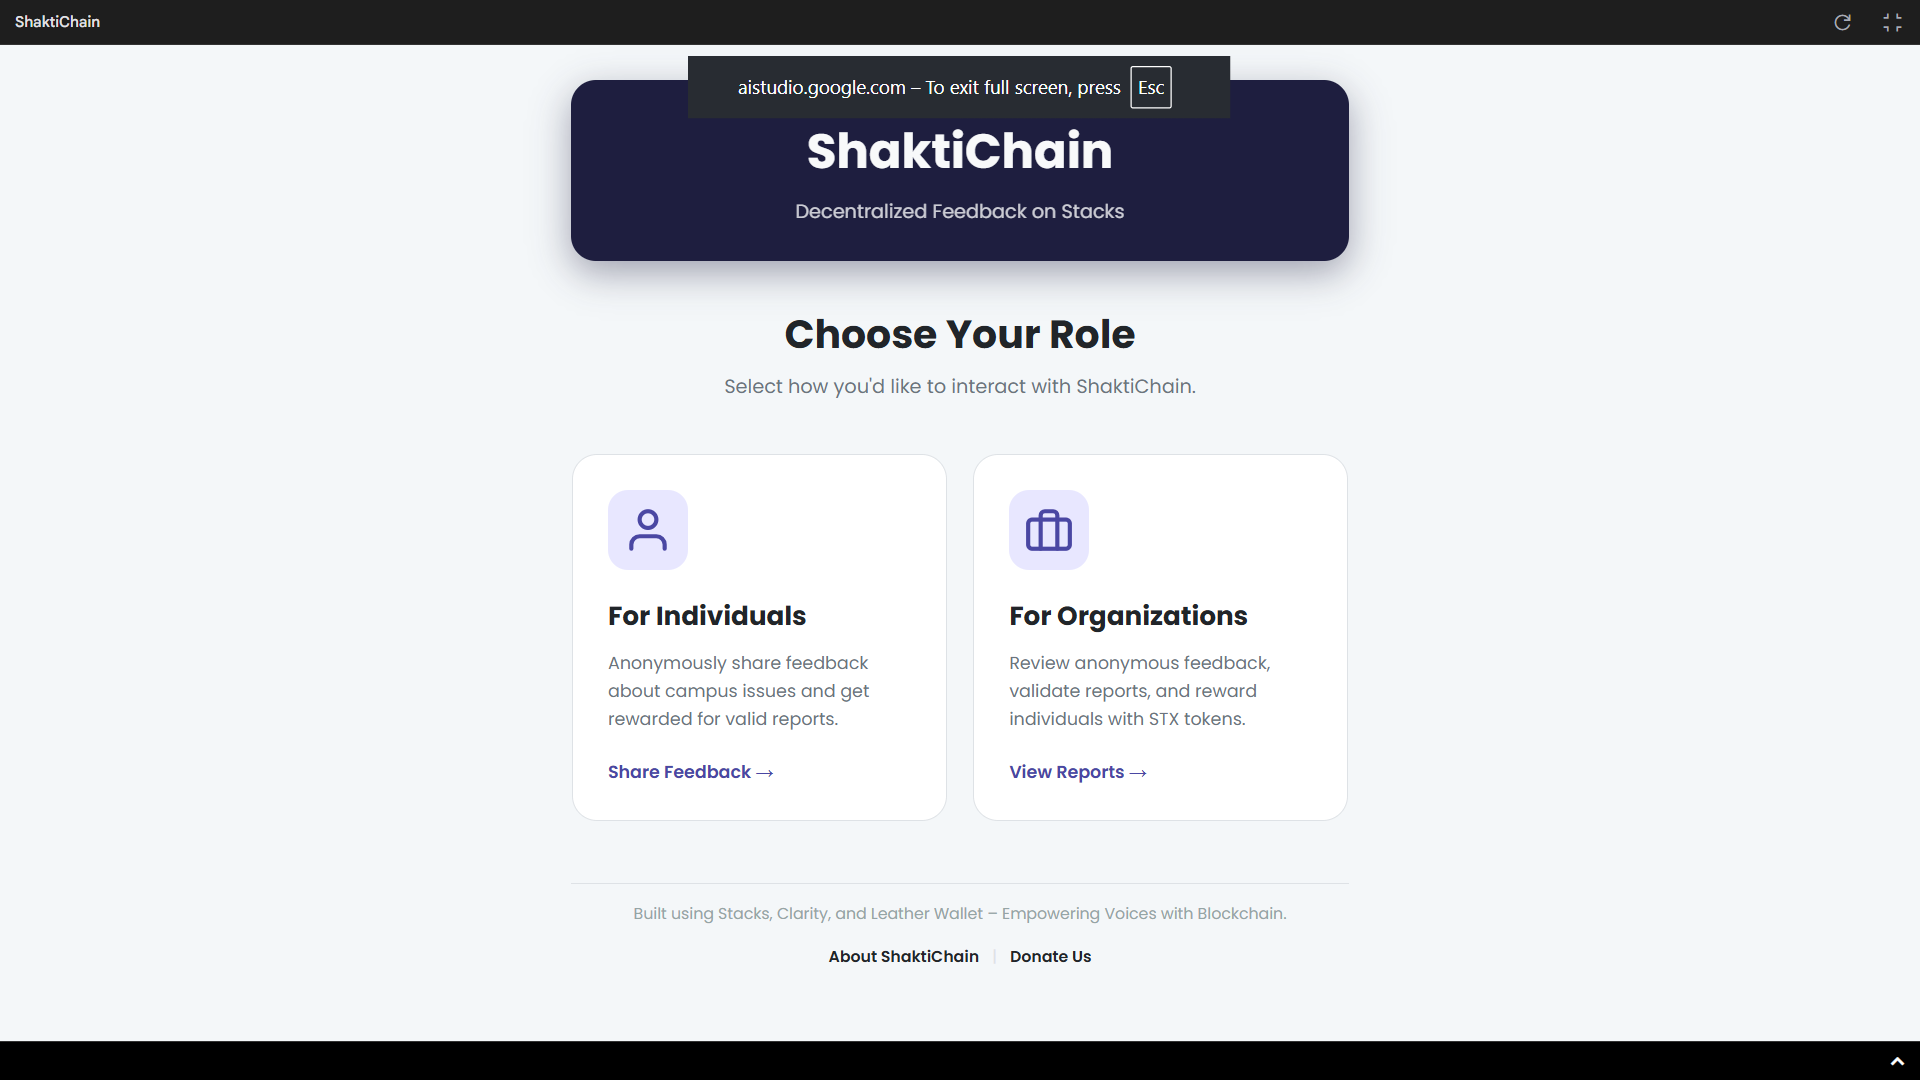 ShaktiChain
aistudio.google.com – To exit full screen, press Esc
ShaktiChain
Decentralized Feedback on Stacks
Choose Your Role
Select how you'd like to interact with ShaktiChain.
For Individuals
Anonymously share feedback
about campus issues and get
rewarded for valid reports.
Share Feedback →
For Organizations
Review anonymous feedback,
validate reports, and reward
individuals with STX tokens.
View Reports →
Built using Stacks, Clarity, and Leather Wallet – Empowering Voices with Blockchain.
About ShaktiChain | Donate Us